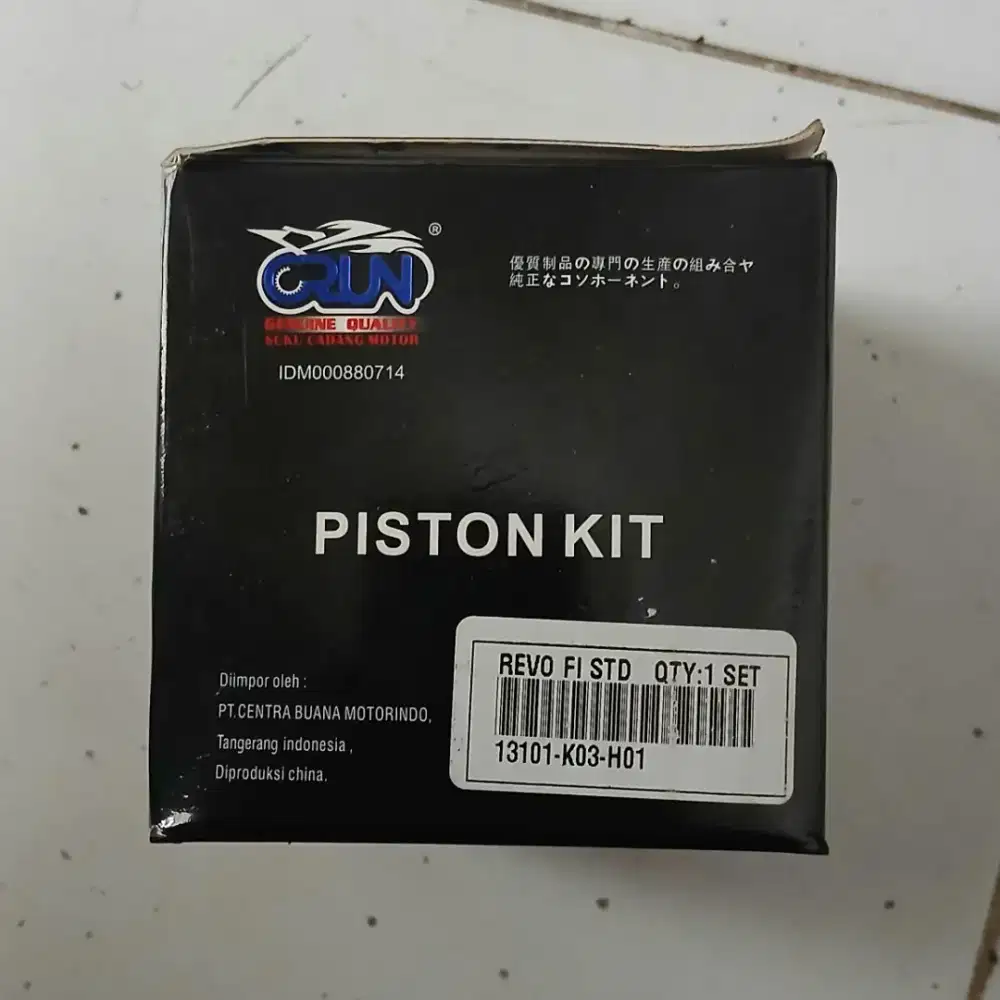 ®
ORUN
GENUINE QUALITY
SUKU CADANG MOTOR
IDM000880714
優質制品の專門の生産の組み合ヤ
純正なコソホーネント。
PISTON KIT
REVO FI STD QTY:1 SET
13101-K03-H01
Diimpor oleh :
PT.CENTRA BUANA MOTORINDO,
Tangerang indonesia ,
Diproduksi china.